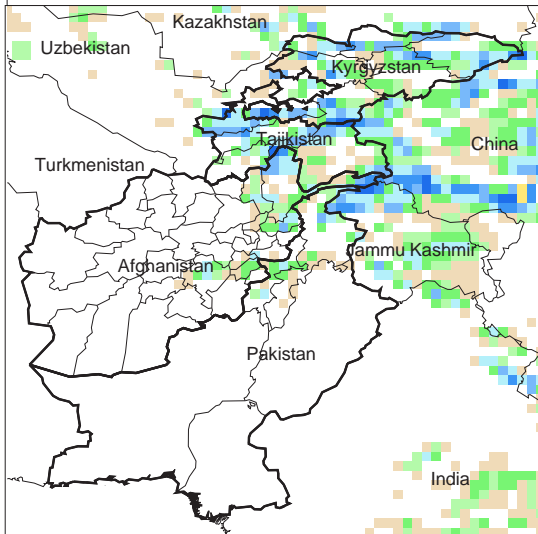 Kazakhstan
Uzbekistan
Kyrgyzstan
Tajikistan
China
Turkmenistan
Jammu Kashmir
Afghanistan
Pakistan
India